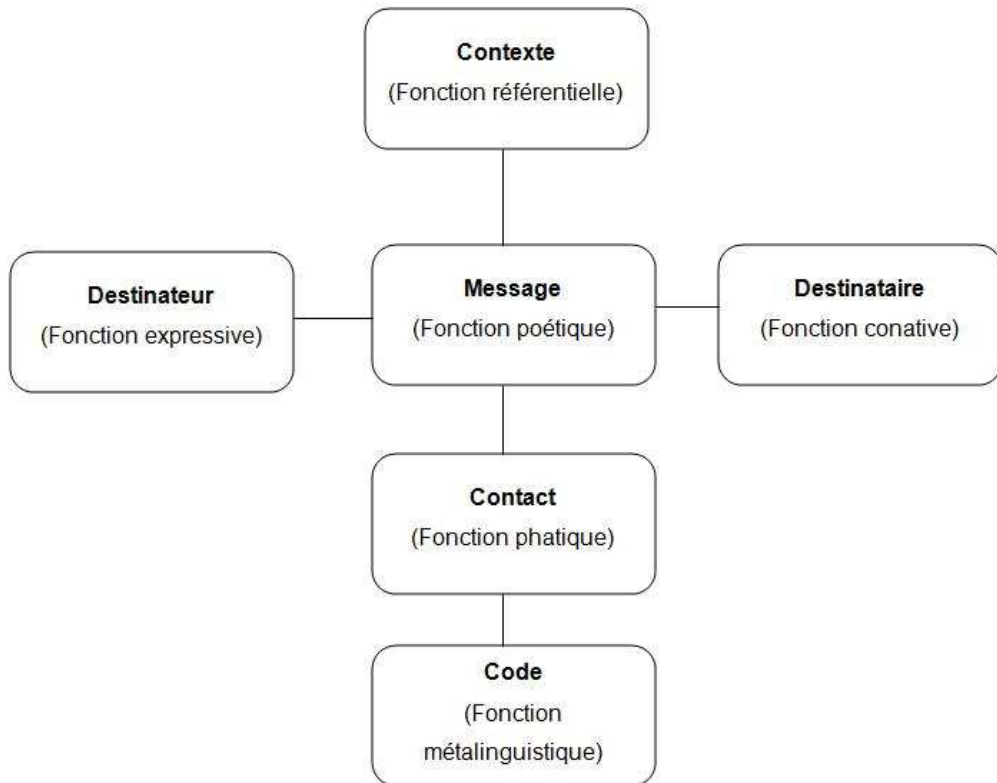 Contexte
(Fonction référentielle)
Destinateur
(Fonction expressive)
Message
(Fonction poétique)
Destinataire
(Fonction conative)
Contact
(Fonction phatique)
Code
(Fonction
métalinguistique)